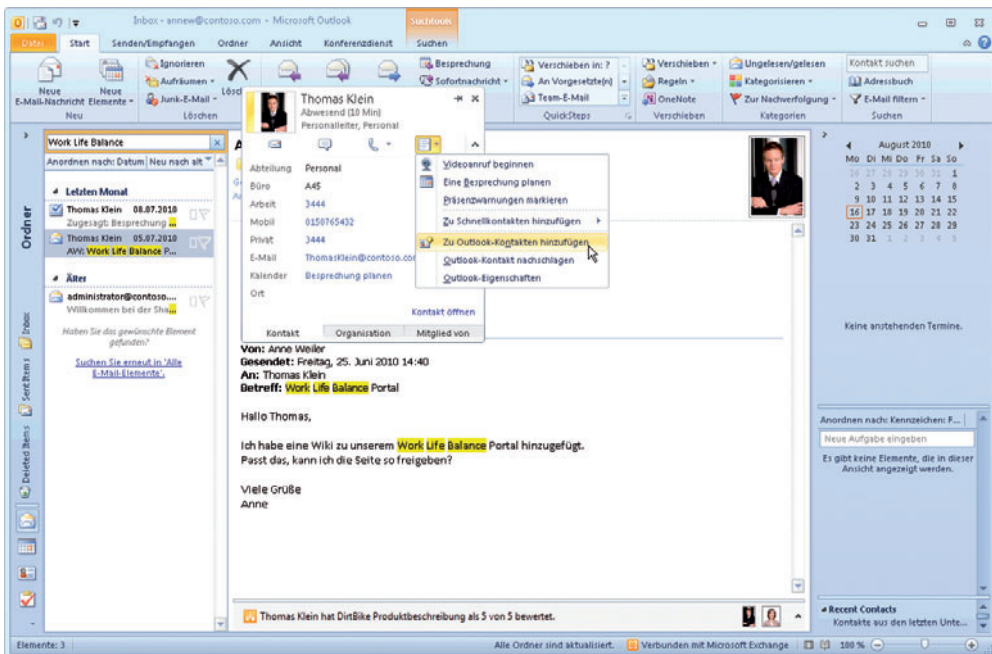 Inbox - annew@contoso.com - Microsoft Outlook
Suchtools
Datei Start Senden/Empfangen Ordner Ansicht Konferenzdienst Suchen
Neue E-Mail-Nachricht
Neue Elemente
Neu
Ignorieren
Aufräumen
Junk-E-Mail
Löschen
Besprechung
Sofortnachricht
Verschieben in: ?
An Vorgesetzte(n)
Team-E-Mail
QuickSteps
Verschieben
Regeln
OneNote
Verschieben
Ungelesen/gelesen
Kategorisieren
Zur Nachverfolgung
Kategorien
Kontakt suchen
Adressbuch
E-Mail filtern
Suchen
Ordner
Inbox
Sent Items
Deleted Items
Work Life Balance
Anordnen nach: Datum Neu nach alt
Letzten Monat
Thomas Klein 08.07.2010
Zugesagt: Besprechung ...
Thomas Klein 05.07.2010
AW: Work Life Balance P...
Älter
administrator@contoso....
Willkommen bei der Sha...
Haben Sie das gewünschte Element
gefunden?
Suchen Sie erneut in 'Alle
E-Mail-Elemente'.
Thomas Klein
Abwesend (10 Min)
Personalleiter, Personal
Abteilung Personal
Büro A45
Arbeit 3444
Mobil 0150765432
Privat 3444
E-Mail ThomasKlein@contoso.com
Kalender Besprechung planen
Ort
Kontakt öffnen
Kontakt Organisation Mitglied von
Videoanruf beginnen
Eine Besprechung planen
Präsenzwarnungen markieren
Zu Schnellkontakten hinzufügen
Zu Outlook-Kontakten hinzufügen
Outlook-Kontakt nachschlagen
Outlook-Eigenschaften
Von: Anne Weiler
Gesendet: Freitag, 25. Juni 2010 14:40
An: Thomas Klein
Betreff: Work Life Balance Portal
Hallo Thomas,
Ich habe eine Wiki zu unserem Work Life Balance Portal hinzugefügt.
Passt das, kann ich die Seite so freigeben?
Viele Grüße
Anne
Thomas Klein hat DirtBike Produktbeschreibung als 5 von 5 bewertet.
August 2010
Mo Di Mi Do Fr Sa So
26 27 28 29 30 31 1
2 3 4 5 6 7 8
9 10 11 12 13 14 15
16 17 18 19 20 21 22
23 24 25 26 27 28 29
30 31 1 2 3 4 5
Keine anstehenden Termine.
Anordnen nach: Kennzeichen: F...
Neue Aufgabe eingeben
Es gibt keine Elemente, die in dieser
Ansicht angezeigt werden.
Recent Contacts
Kontakte aus den letzten Unte...
Elemente: 3
Alle Ordner sind aktualisiert.
Verbunden mit Microsoft Exchange
100 %